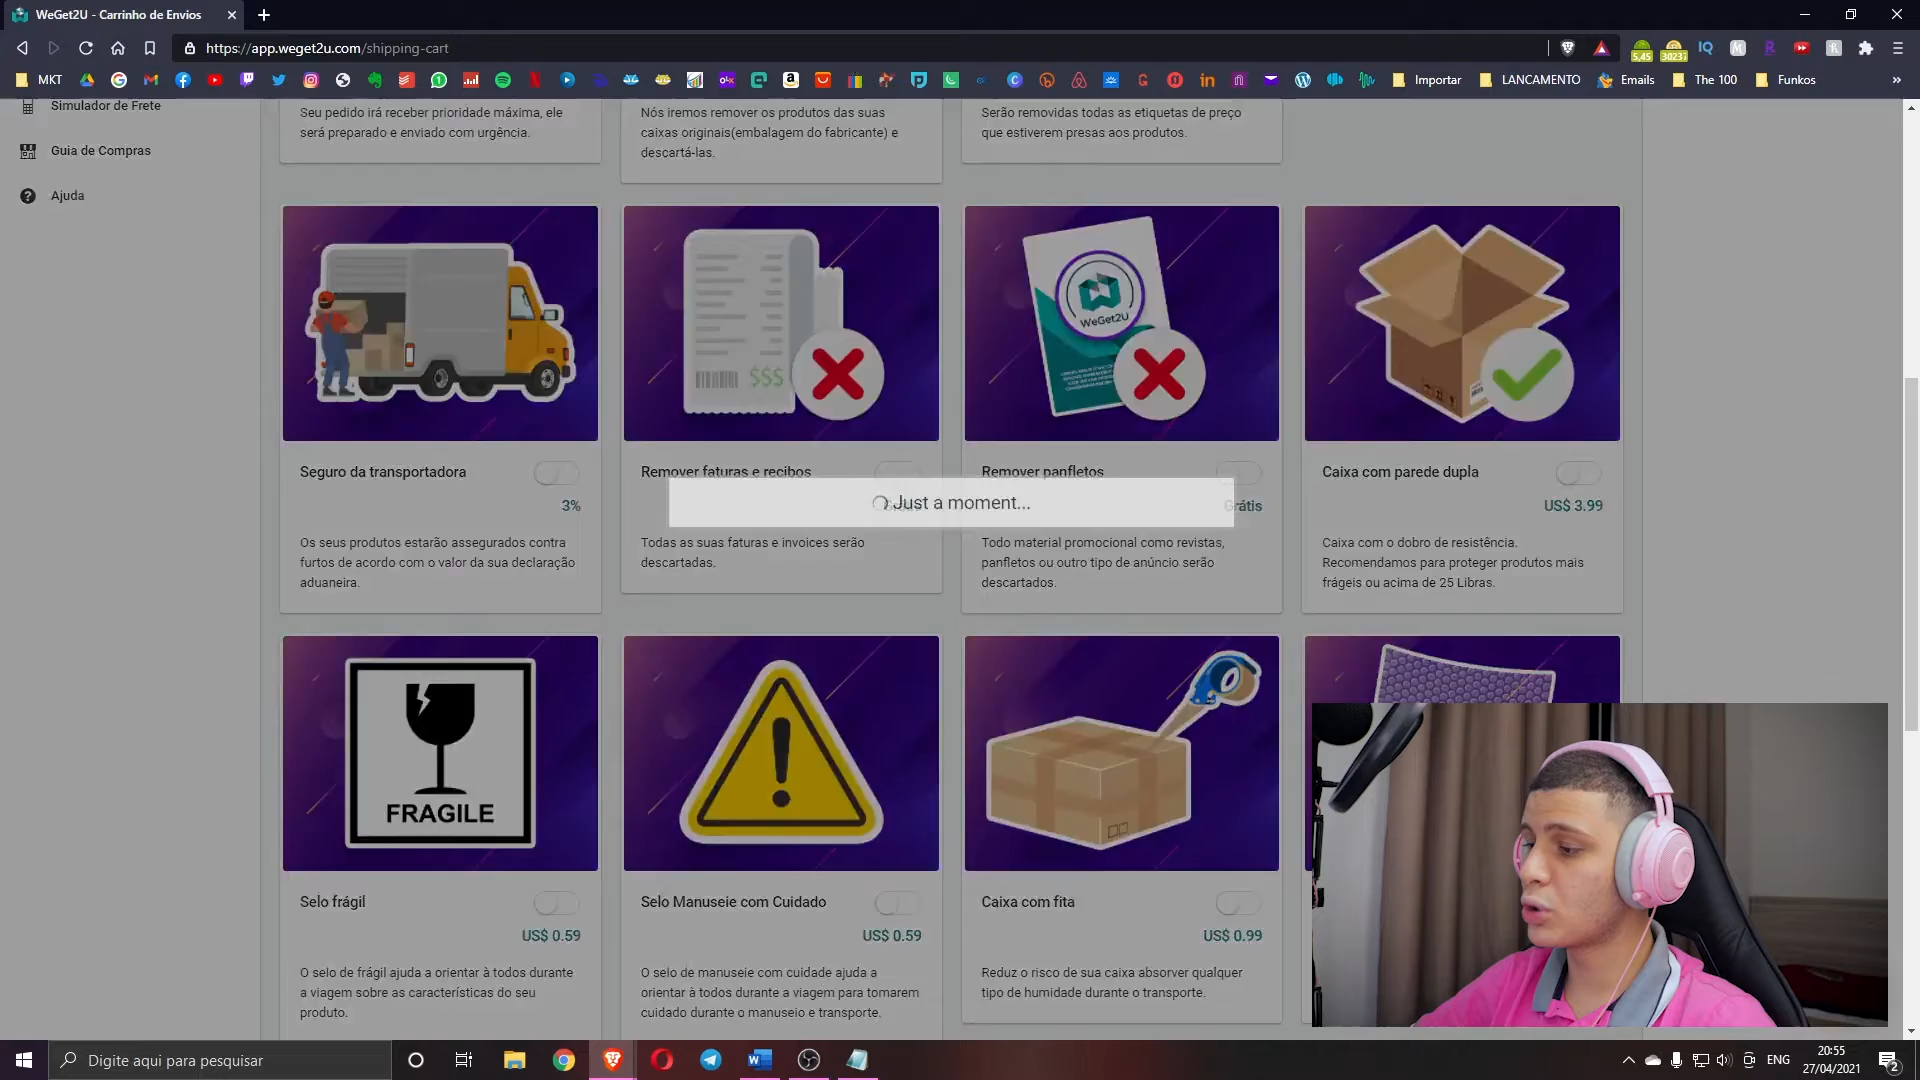 WeGet2U - Carrinho de Envios
https://app.weget2u.com/shipping-cart
5,45
30237
IQ
MKT
Importar
LANCAMENTO
Emails
The 100
Funkos
Simulador de Frete
Guia de Compras
Ajuda
Seu pedido irá receber prioridade máxima, ele
será preparado e enviado com urgência.
Nós iremos remover os produtos das suas
caixas originais(embalagem do fabricante) e
descartá-las.
Serão removidas todas as etiquetas de preço
que estiverem presas aos produtos.
$$$
WeGet2U
Seguro da transportadora
3%
Os seus produtos estarão assegurados contra
furtos de acordo com o valor da sua declaração
aduaneira.
Remover faturas e recibos
Todas as suas faturas e invoices serão
descartadas.
Remover panfletos
Grátis
Todo material promocional como revistas,
panfletos ou outro tipo de anúncio serão
descartados.
Caixa com parede dupla
US$ 3.99
Caixa com o dobro de resistência.
Recomendamos para proteger produtos mais
frágeis ou acima de 25 Libras.
Just a moment...
FRAGILE
Selo frágil
US$ 0.59
O selo de frágil ajuda a orientar à todos durante
a viagem sobre as características do seu
produto.
Selo Manuseie com Cuidado
US$ 0.59
O selo de manuseie com cuidade ajuda a
orientar à todos durante a viagem para tomarem
cuidado durante o manuseio e transporte.
Caixa com fita
US$ 0.99
Reduz o risco de sua caixa absorver qualquer
tipo de humidade durante o transporte.
Digite aqui para pesquisar
ENG
20:55
27/04/2021
2